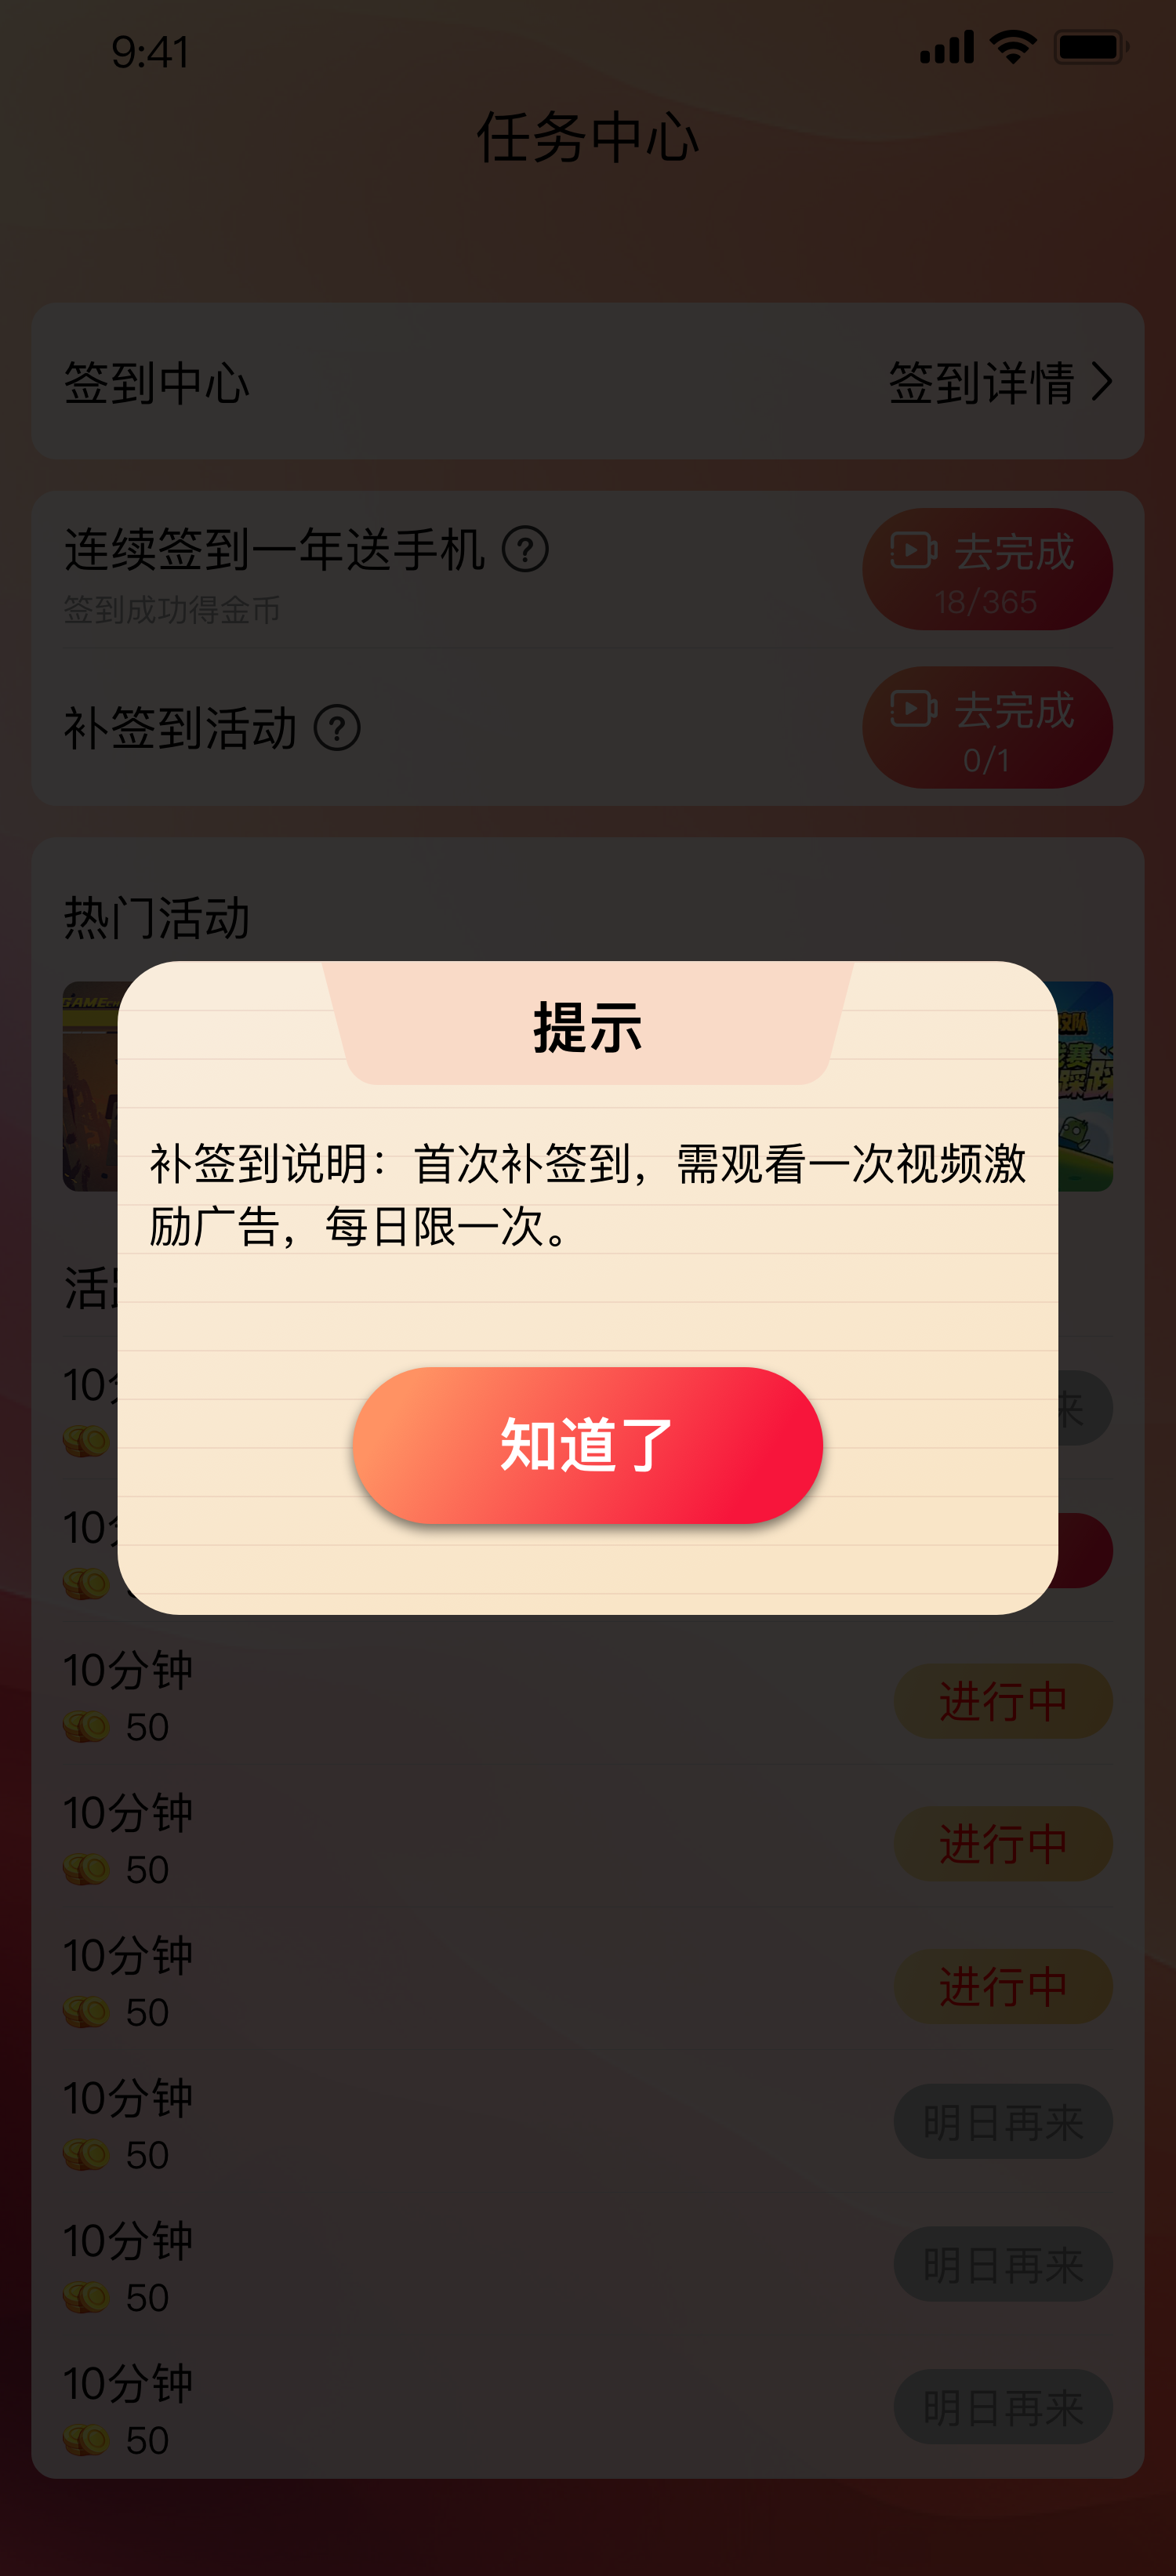 9:41
任务中心
签到中心
签到详情
连续签到一年送手机 ?
签到成功得金币
去完成
18/365
补签到活动 ?
去完成
0/1
热门活动
GAME
提示
补签到说明：首次补签到，需观看一次视频激
励广告，每日限一次。
知道了
活
10
来
10
10分钟
50
进行中
10分钟
50
进行中
10分钟
50
进行中
10分钟
50
明日再来
10分钟
50
明日再来
10分钟
50
明日再来